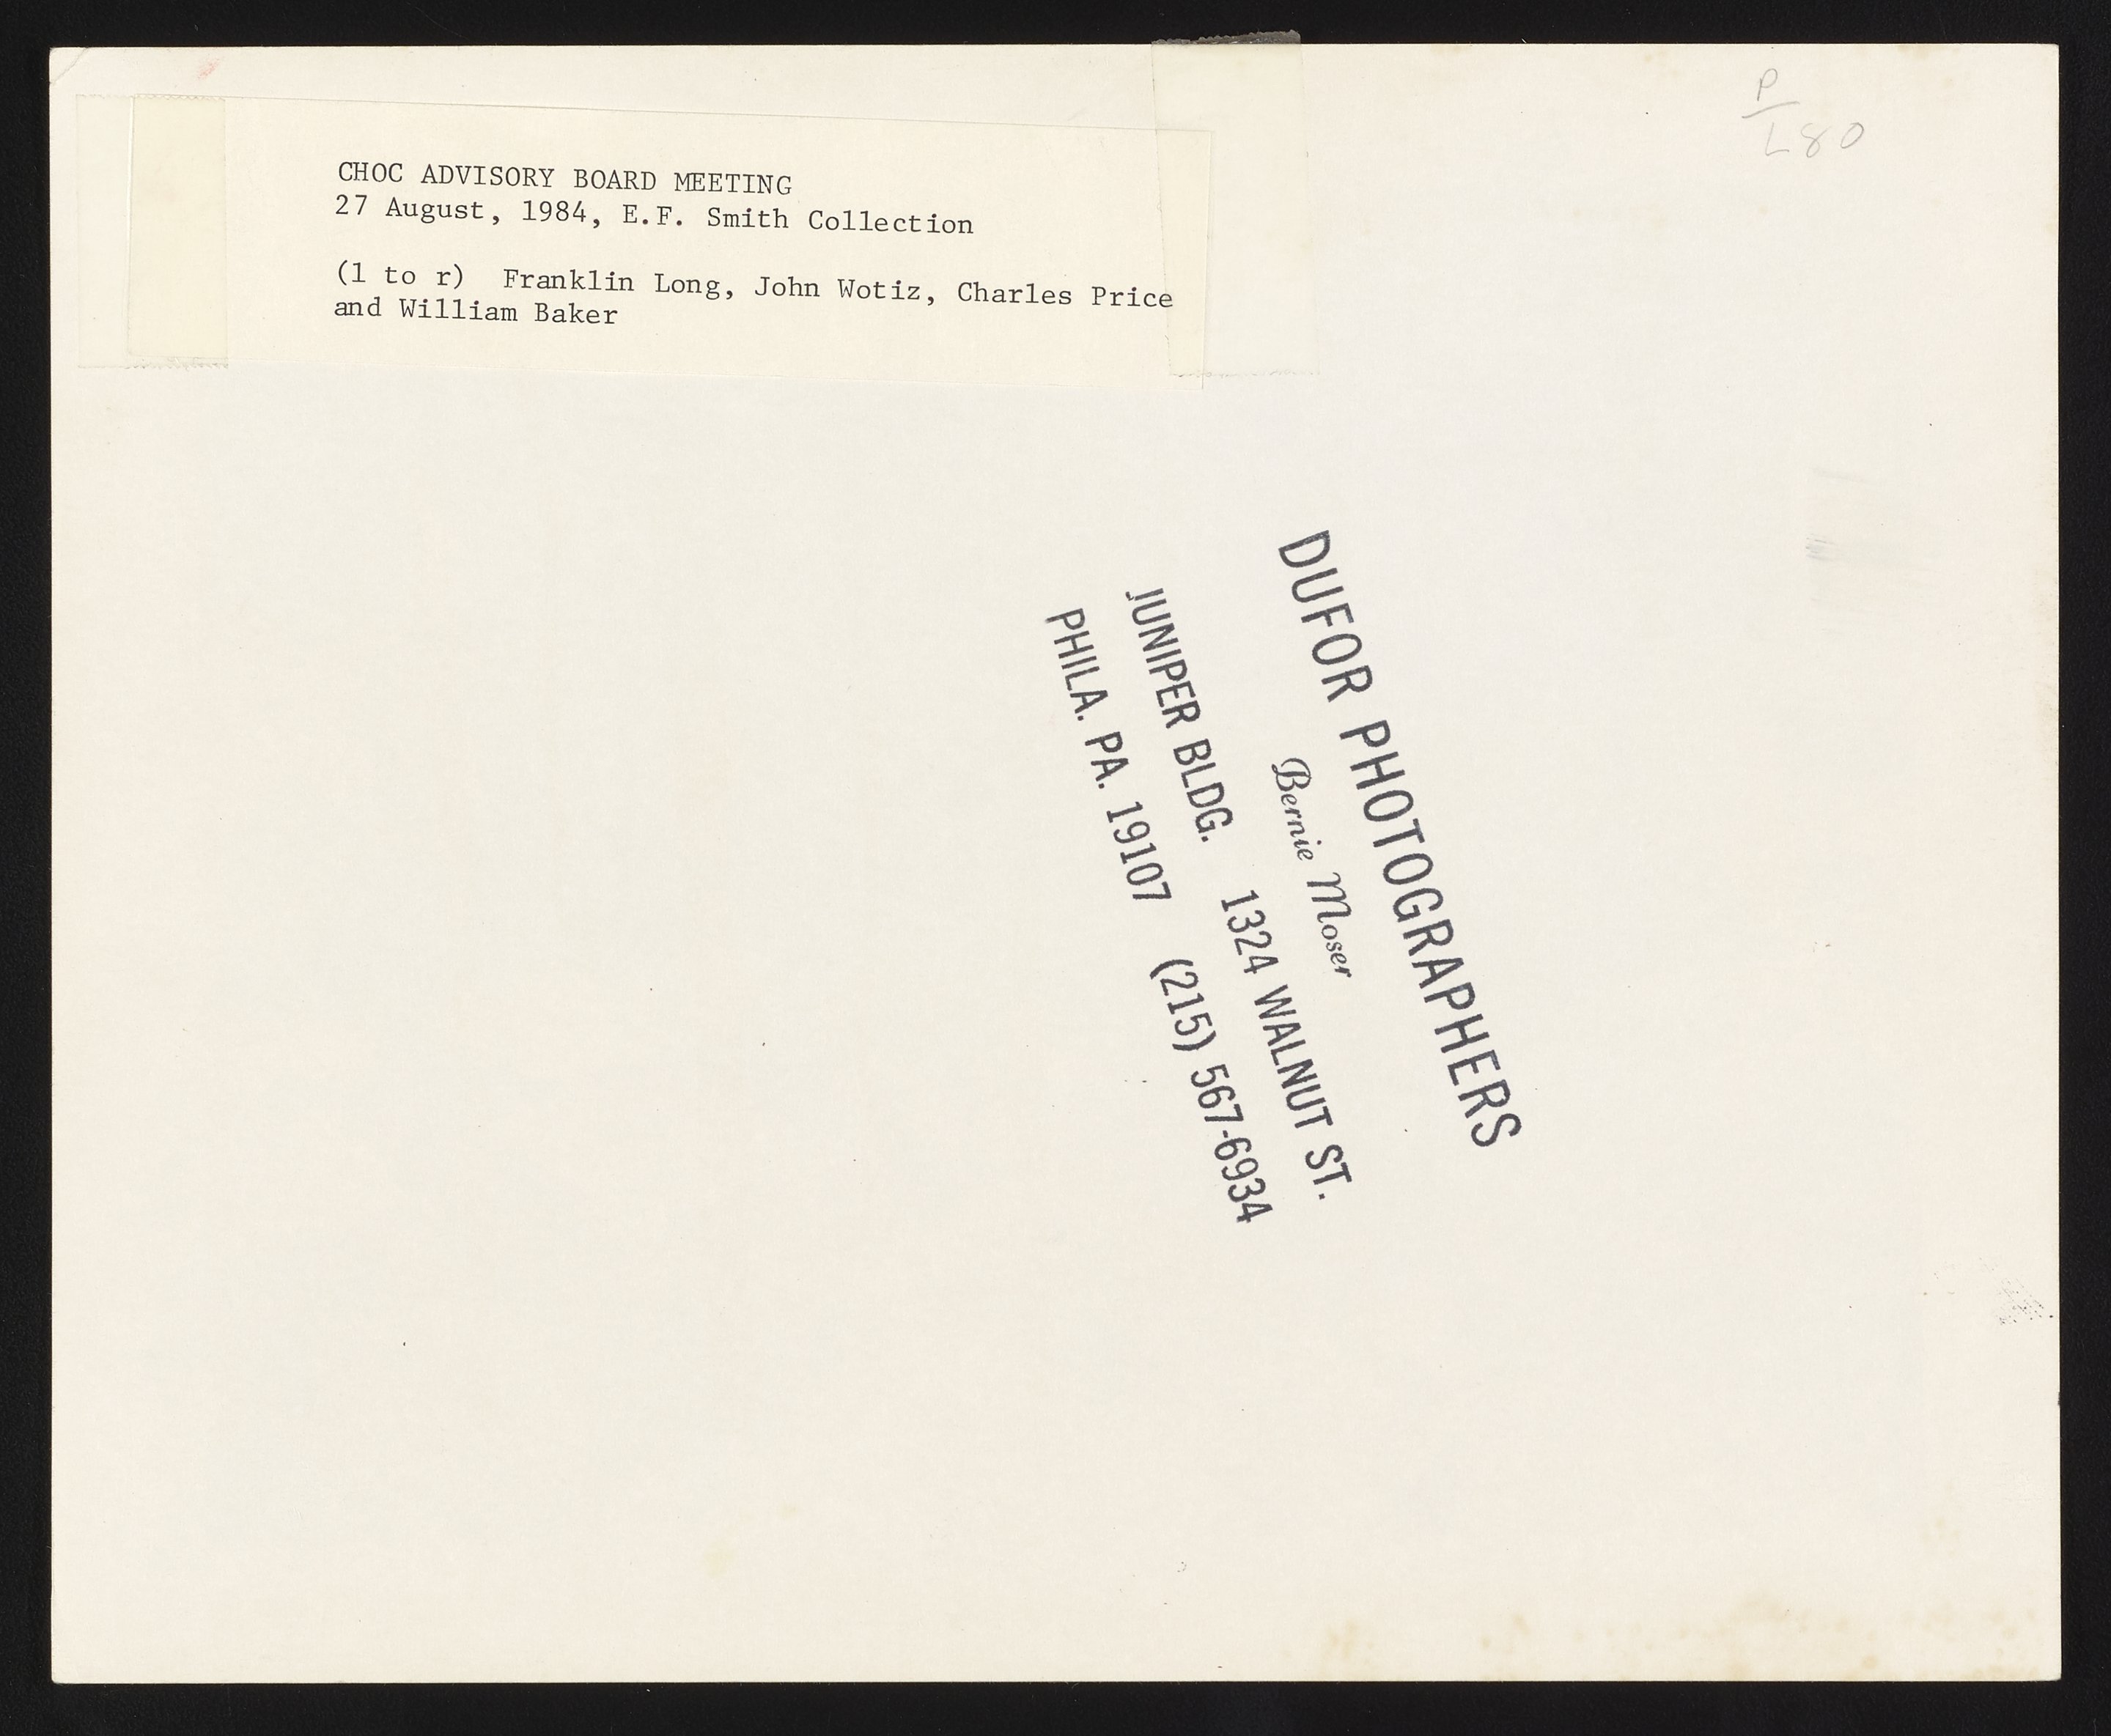 CHOC ADVISORY BOARD MEETING
27 August, 1984, E.F. Smith Collection
(l to r) Franklin Long, John Wotiz, Charles Price
and William Baker
P
L80
DUFOR PHOTOGRAPHERS
Bernie Moser
JUNIPER BLDG. 1324 WALNUT ST.
PHILA. PA. 19107 (215) 567-6934